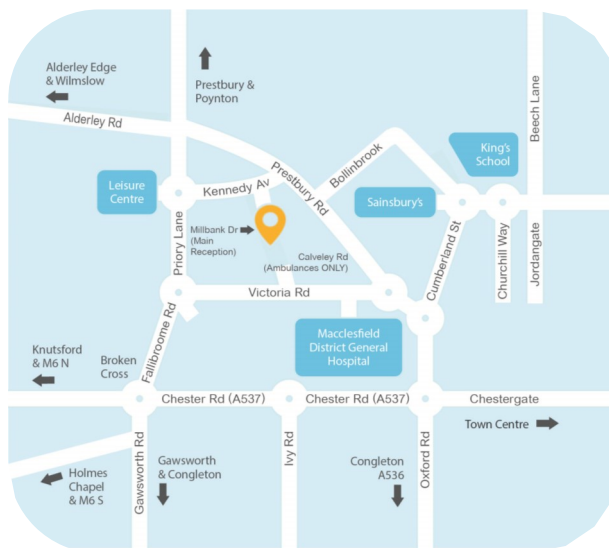 Alderley Edge
& Wilmslow
Prestbury &
Poynton
Alderley Rd
Beech Lane
King's
School
Bollinbrook
Prestbury Rd
Leisure
Centre
Kennedy Av
Sainsbury's
Millbank Dr
(Main
Reception)
Calveley Rd
(Ambulances ONLY)
Priory Lane
Cumberland St
Churchill Way
Jordangate
Victoria Rd
Macclesfield
District General
Hospital
Fallibroome Rd
Knutsford
& M6 N
Broken
Cross
Chester Rd (A537)
Chester Rd (A537)
Chestergate
Town Centre
Gawsworth Rd
Ivy Rd
Oxford Rd
Holmes
Chapel
& M6 S
Gawsworth
& Congleton
Congleton
A536